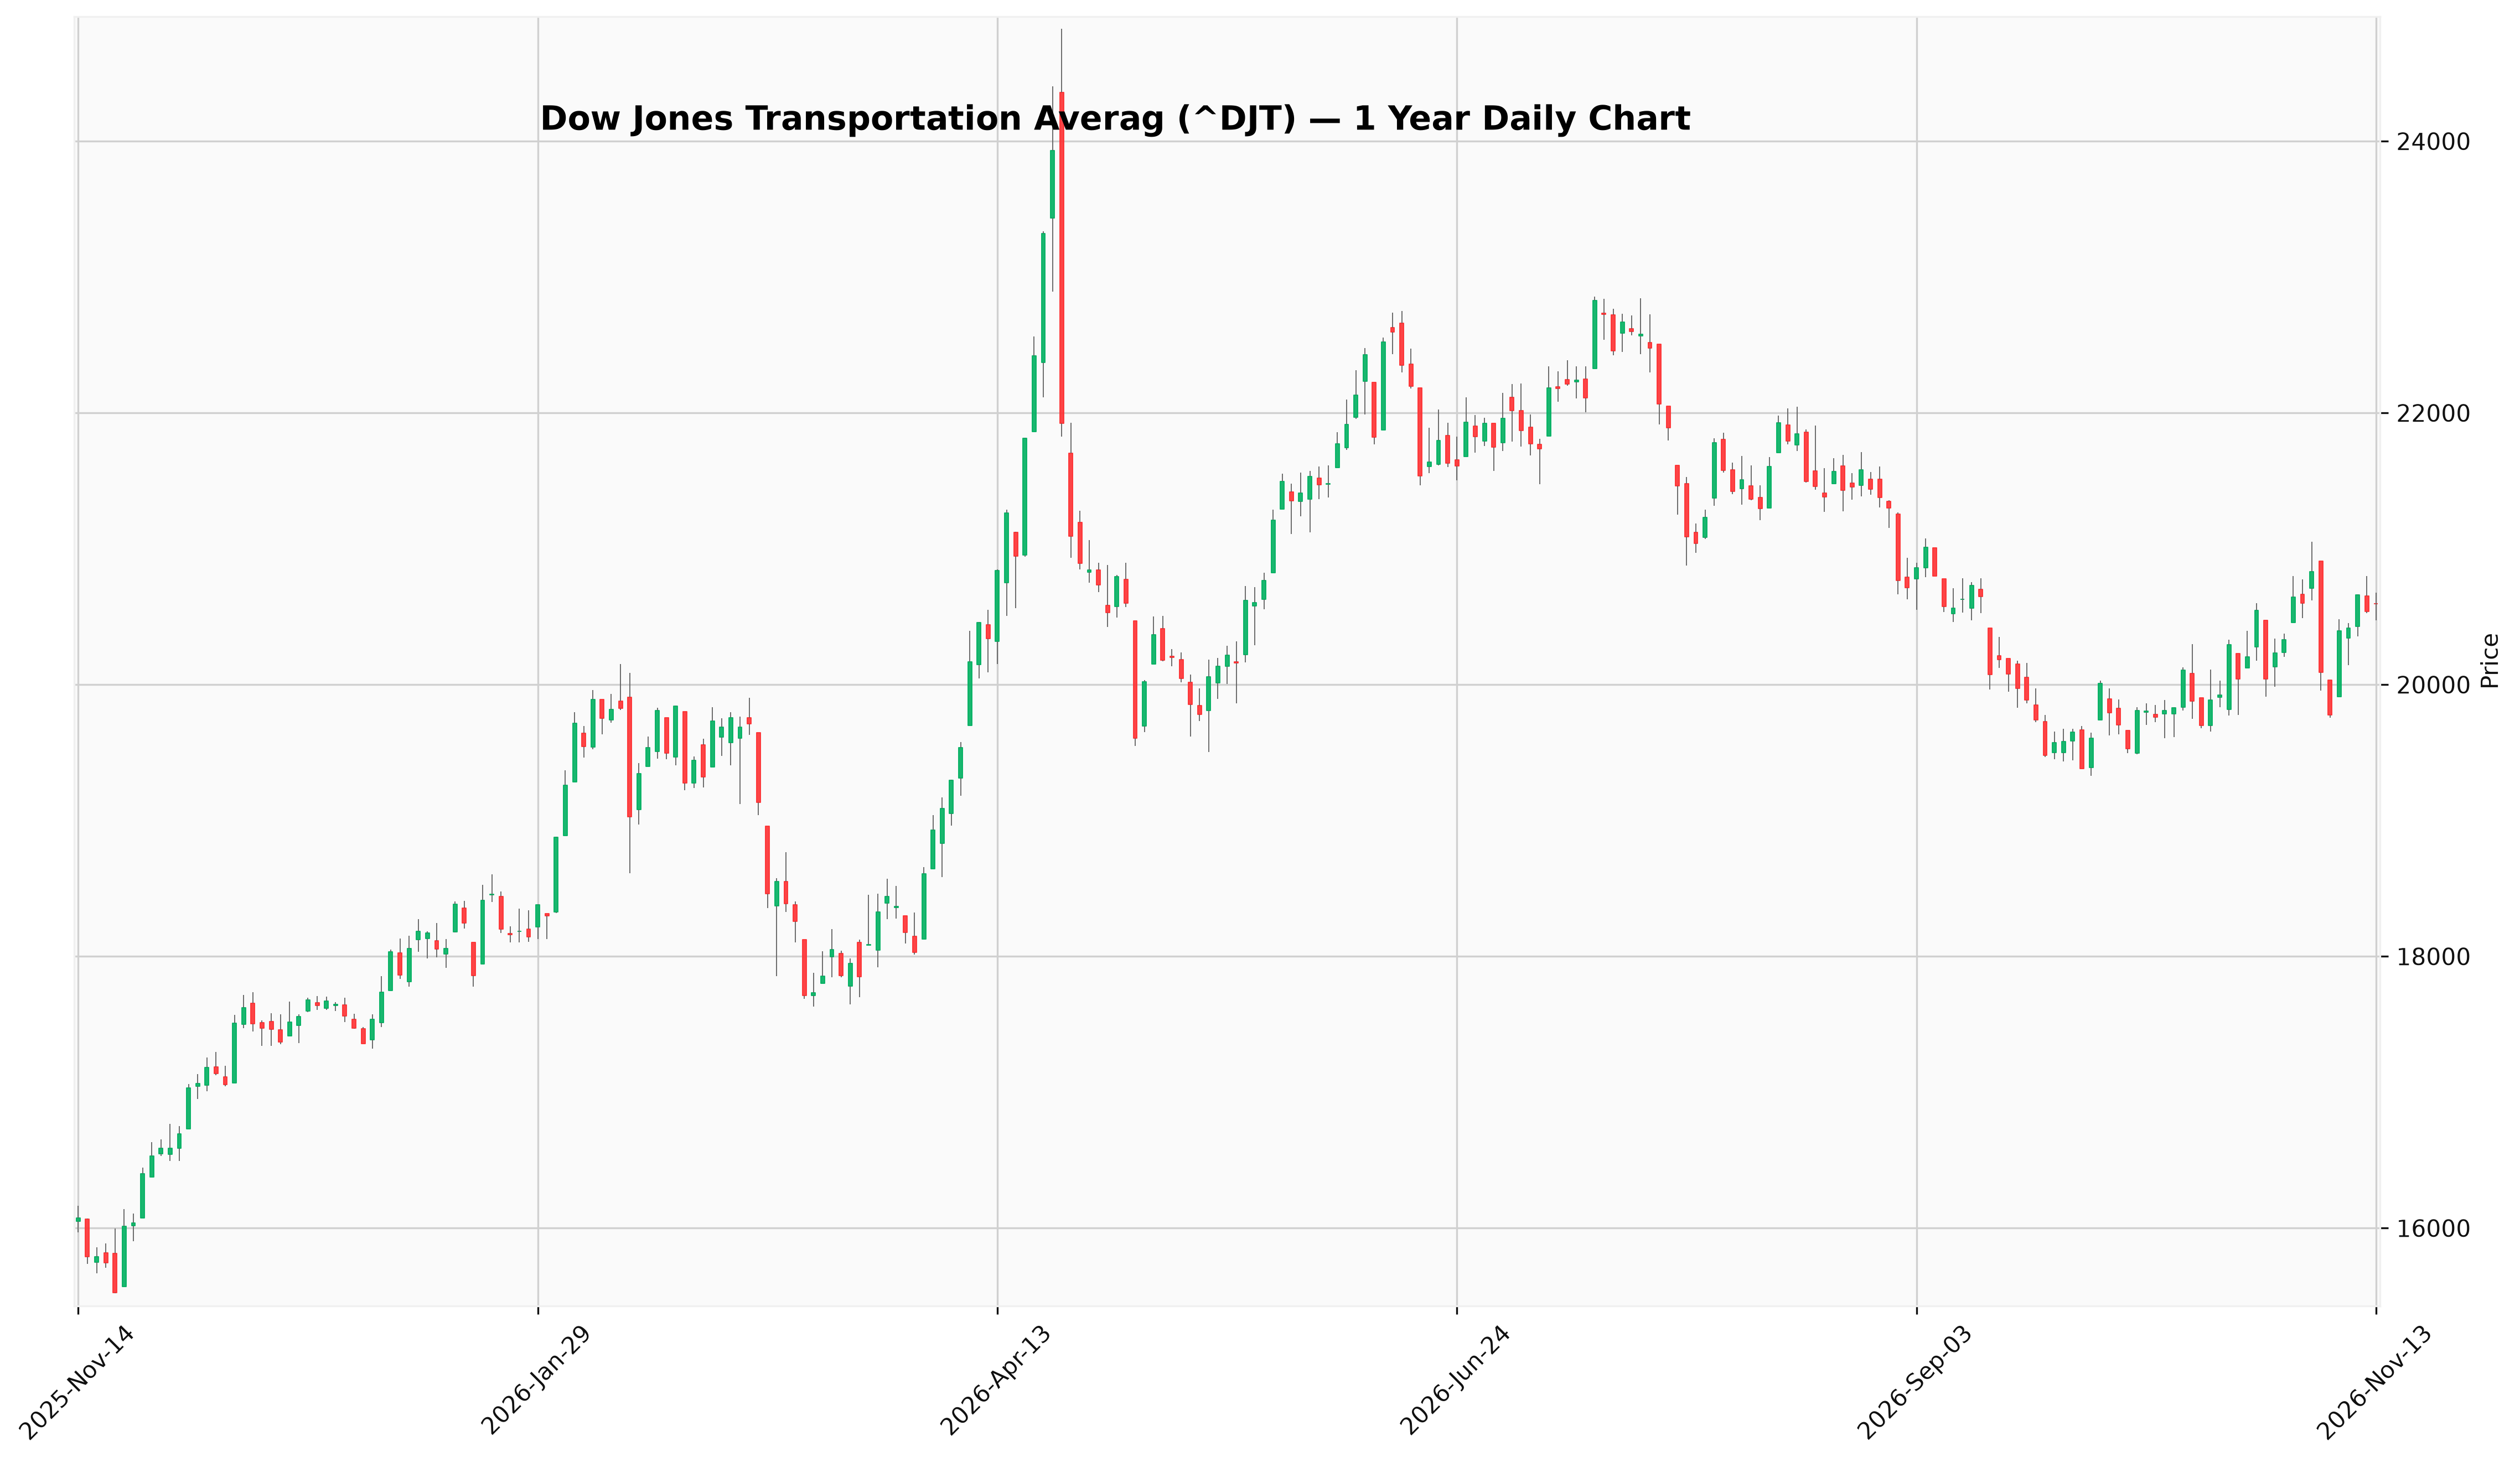 Dow Jones Transportation Averag (^DJT) — 1 Year Daily Chart
24000
22000
20000
18000
16000
Price
2025-Nov-14
2026-Jan-29
2026-Apr-13
2026-Jun-24
2026-Sep-03
2026-Nov-13